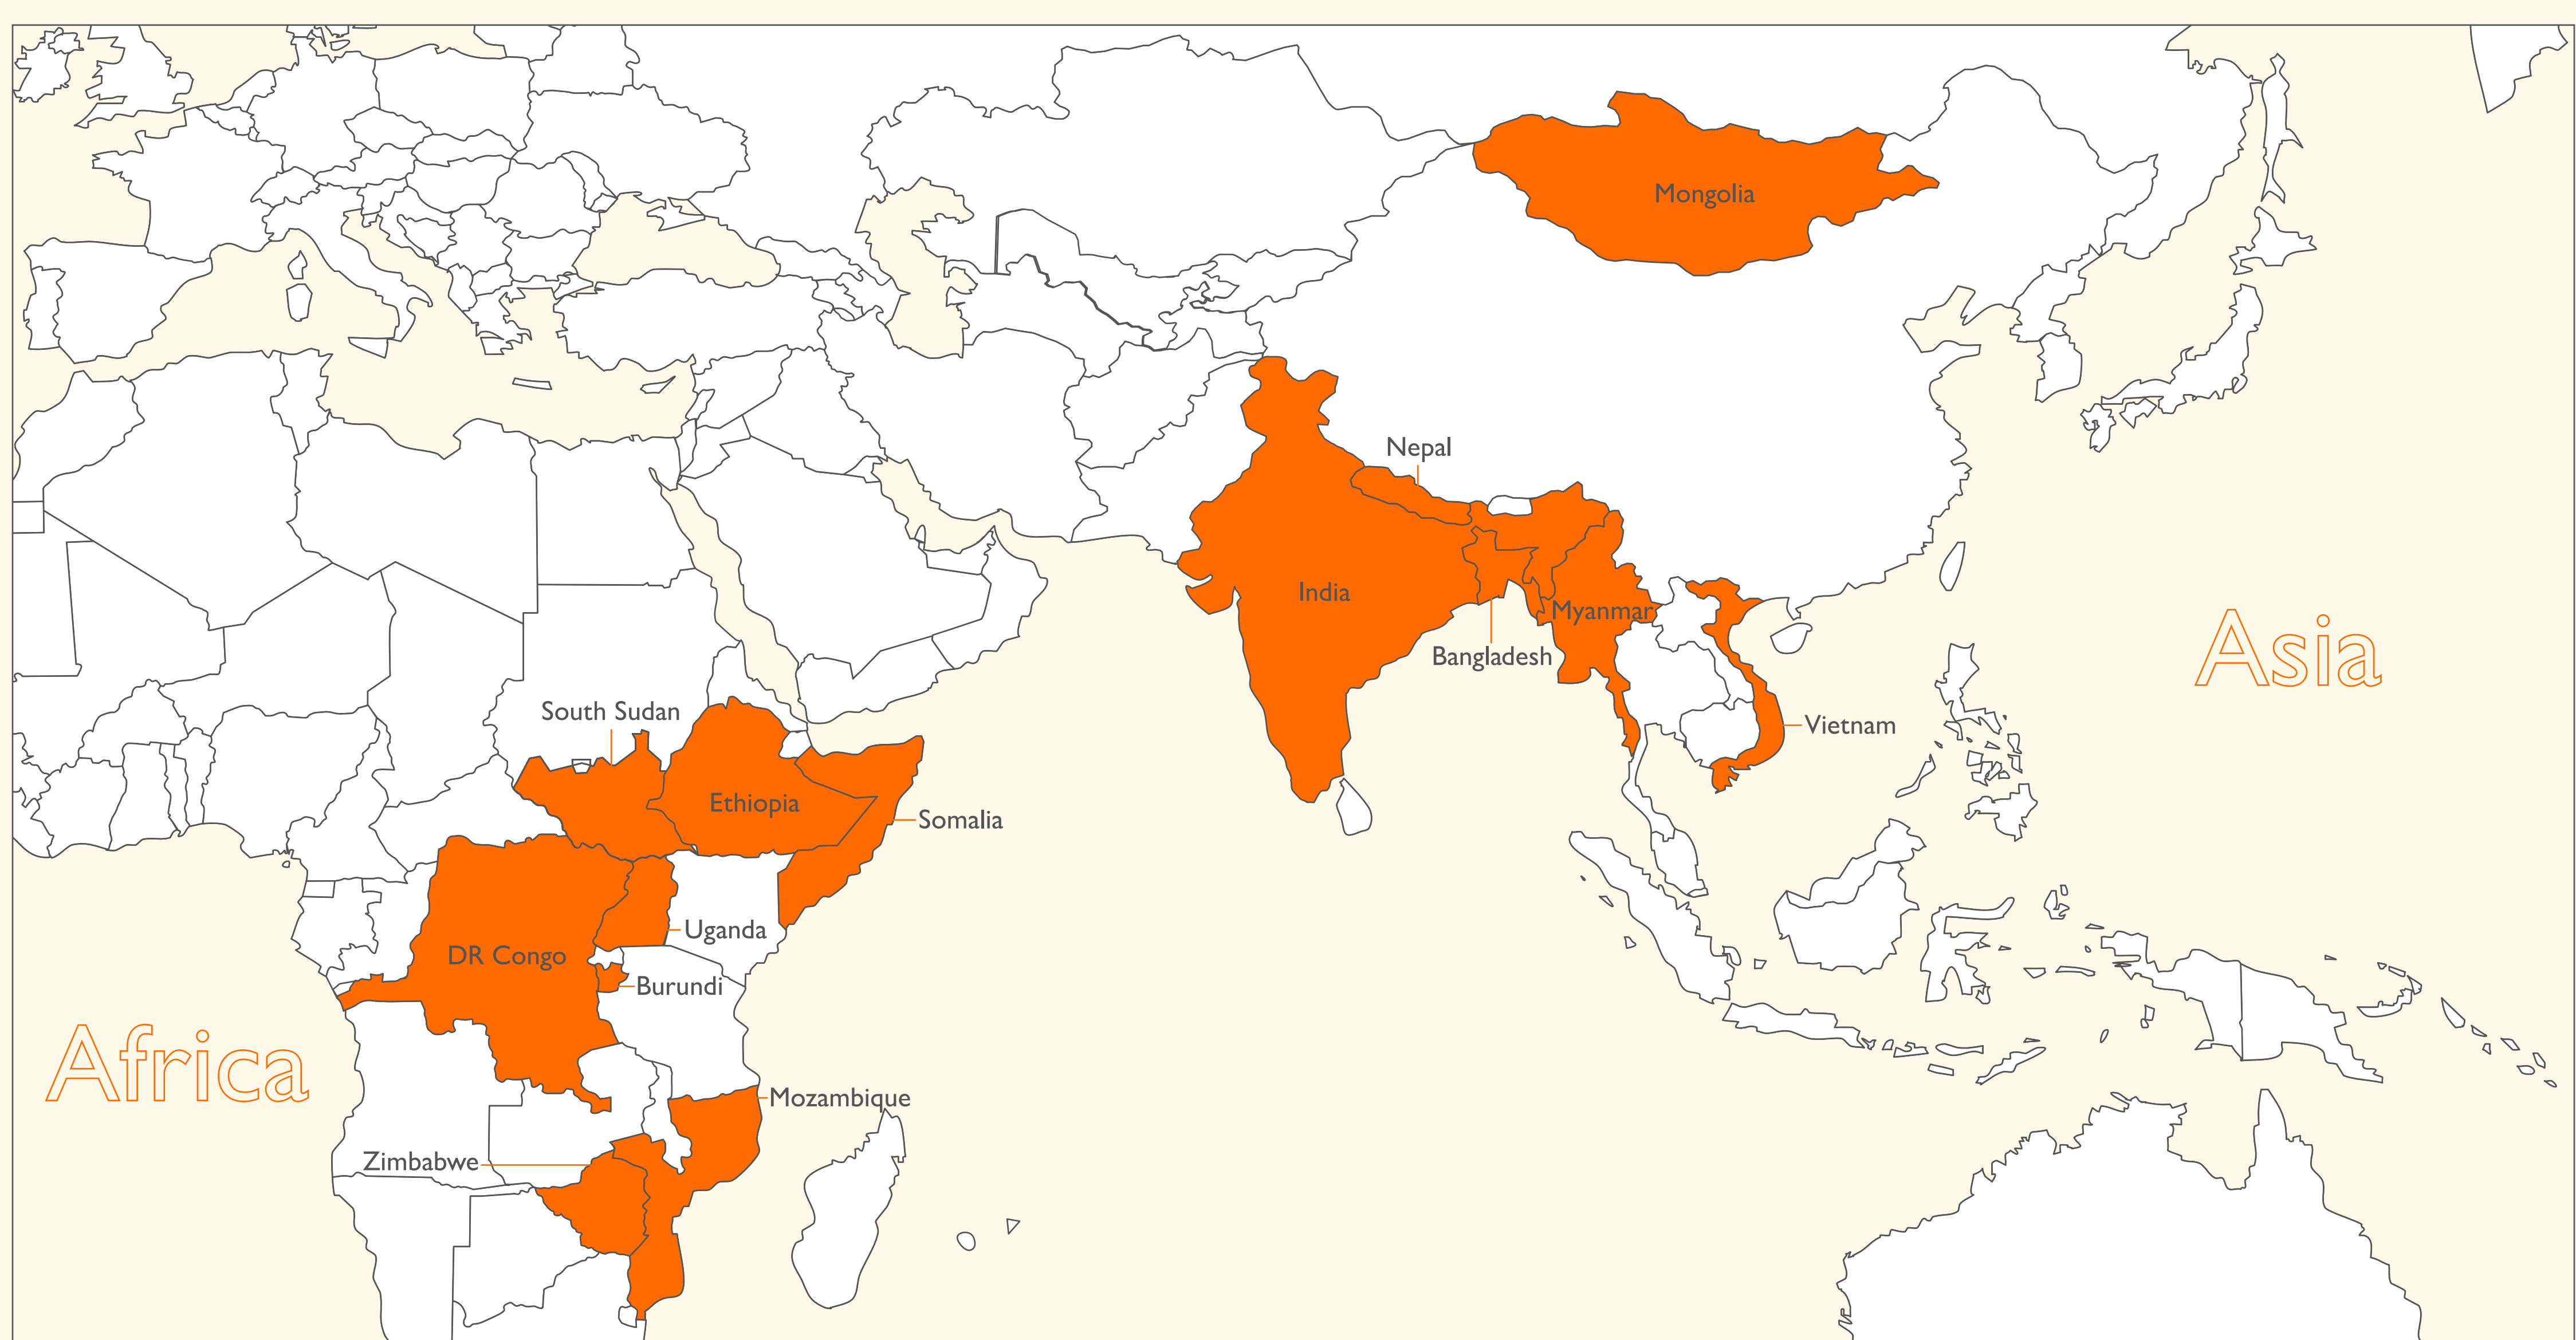 Mongolia
Nepal
India
Myanmar
Asia
Bangladesh
South Sudan
Vietnam
Ethiopia
Somalia
Uganda
DR Congo
Burundi
Africa
Mozambique
Zimbabwe